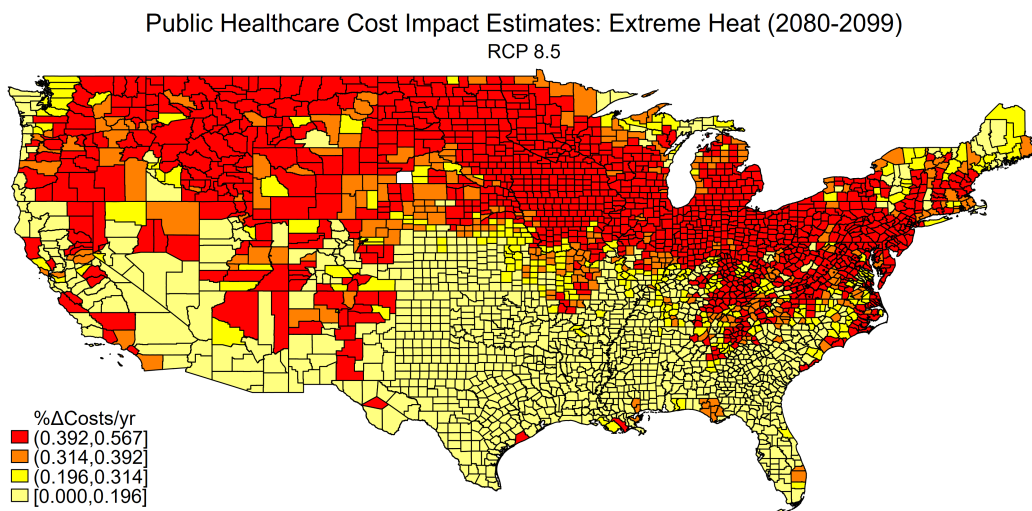 Public Healthcare Cost Impact Estimates: Extreme Heat (2080-2099)
RCP 8.5
%ΔCosts/yr
(0.392,0.567]
(0.314,0.392]
(0.196,0.314]
[0.000,0.196]